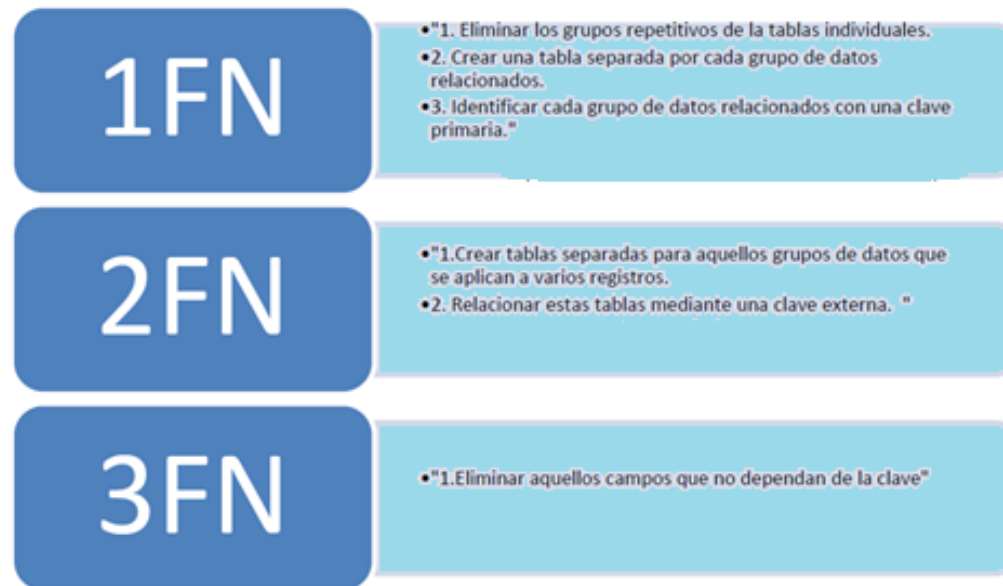 1FN
•"1. Eliminar los grupos repetitivos de la tablas individuales.
•2. Crear una tabla separada por cada grupo de datos
relacionados.
•3. Identificar cada grupo de datos relacionados con una clave
primaria."
2FN
•"1.Crear tablas separadas para aquellos grupos de datos que
se aplican a varios registros.
•2. Relacionar estas tablas mediante una clave externa. "
3FN
•"1.Eliminar aquellos campos que no dependan de la clave"